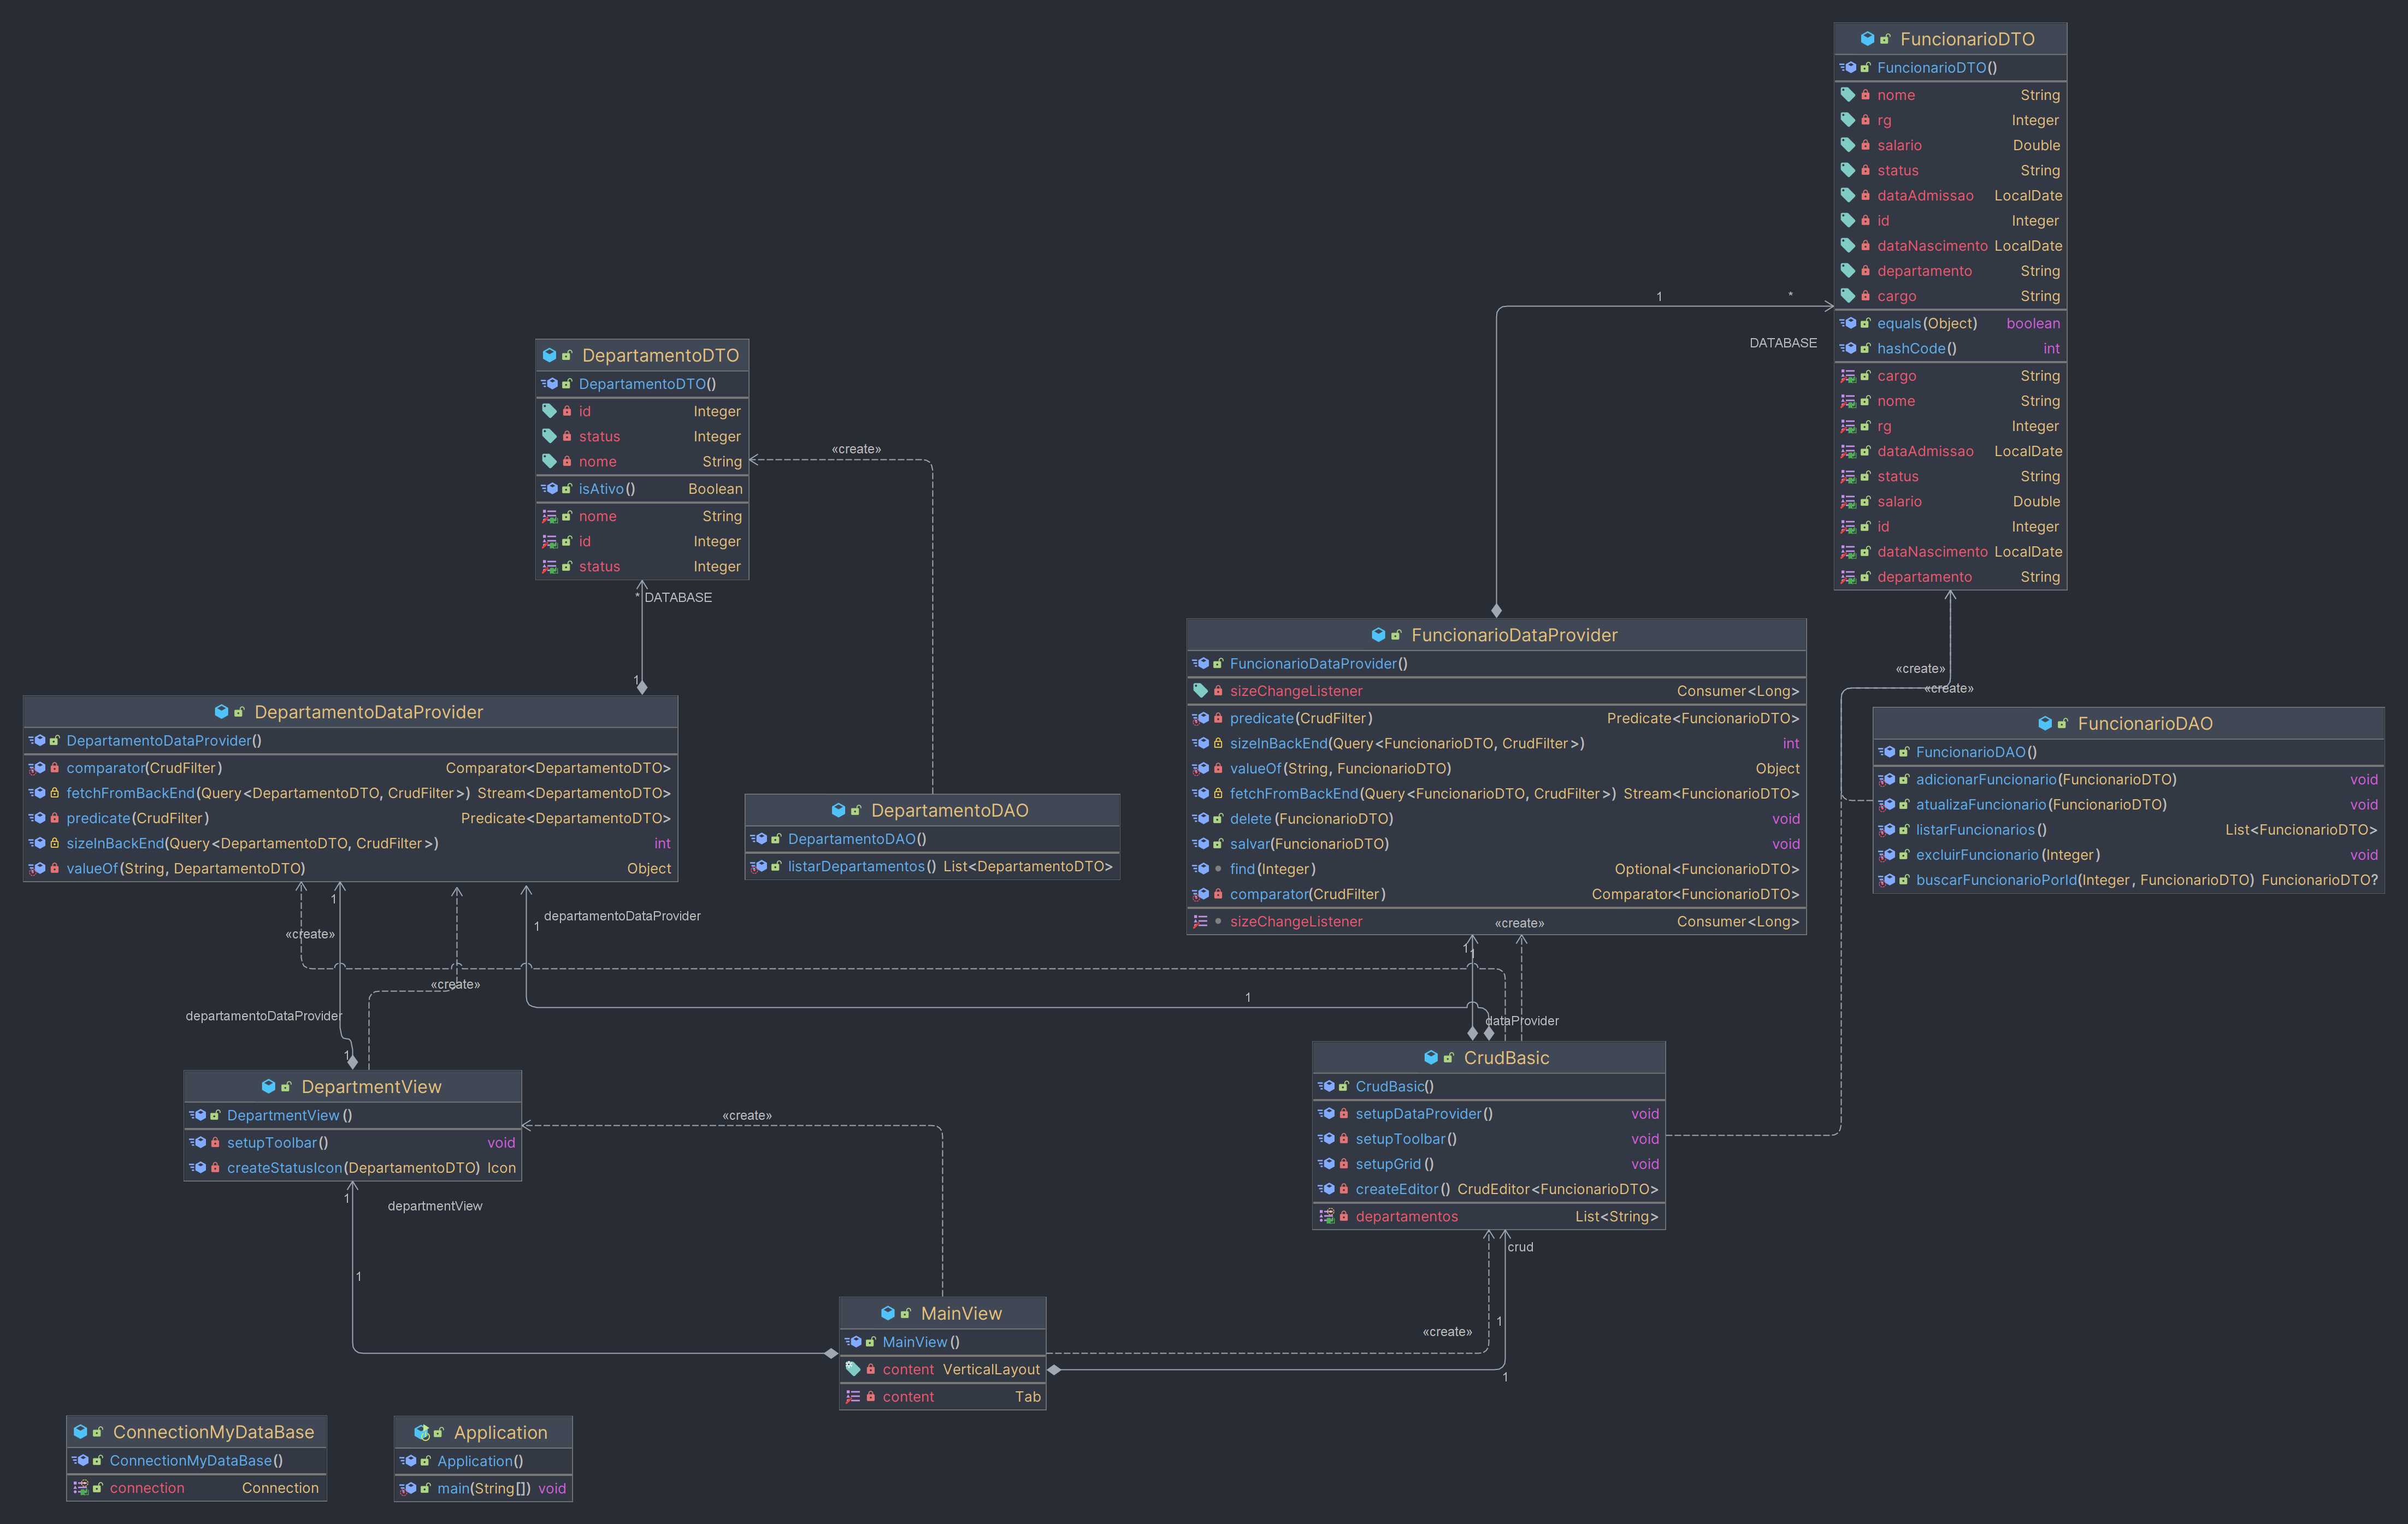 FuncionarioDTO
FuncionarioDTO()
nome String
rg Integer
salario Double
status String
dataAdmissao LocalDate
id Integer
dataNascimento LocalDate
departamento String
cargo String
equals(Object) boolean
hashCode() int
cargo String
nome String
rg Integer
dataAdmissao LocalDate
status String
salario Double
id Integer
dataNascimento LocalDate
departamento String
1 *
DATABASE
DepartamentoDTO
DepartamentoDTO()
id Integer
status Integer
nome String
isAtivo() Boolean
nome String
id Integer
status Integer
«create»
* DATABASE
1
FuncionarioDataProvider
FuncionarioDataProvider()
sizeChangeListener Consumer<Long>
predicate(CrudFilter) Predicate<FuncionarioDTO>
sizeInBackEnd(Query<FuncionarioDTO, CrudFilter>) int
valueOf(String, FuncionarioDTO) Object
fetchFromBackEnd(Query<FuncionarioDTO, CrudFilter>) Stream<FuncionarioDTO>
delete(FuncionarioDTO) void
salvar(FuncionarioDTO) void
find(Integer) Optional<FuncionarioDTO>
comparator(CrudFilter) Comparator<FuncionarioDTO>
sizeChangeListener Consumer<Long>
«create»
«create»
«create»
FuncionarioDAO
FuncionarioDAO()
adicionarFuncionario(FuncionarioDTO) void
atualizaFuncionario(FuncionarioDTO) void
listarFuncionarios() List<FuncionarioDTO>
excluirFuncionario(Integer) void
buscarFuncionarioPorId(Integer, FuncionarioDTO) FuncionarioDTO?
DepartamentoDataProvider
DepartamentoDataProvider()
comparator(CrudFilter) Comparator<DepartamentoDTO>
fetchFromBackEnd(Query<DepartamentoDTO, CrudFilter>) Stream<DepartamentoDTO>
predicate(CrudFilter) Predicate<DepartamentoDTO>
sizeInBackEnd(Query<DepartamentoDTO, CrudFilter>) int
valueOf(String, DepartamentoDTO) Object
DepartamentoDAO
DepartamentoDAO()
listarDepartamentos() List<DepartamentoDTO>
1
departamentoDataProvider
1
«create»
1
1
«create»
1
departamentoDataProvider
dataProvider
1
DepartmentView
DepartmentView()
setupToolbar() void
createStatusIcon(DepartamentoDTO) Icon
CrudBasic
CrudBasic()
setupDataProvider() void
setupToolbar() void
setupGrid() void
createEditor() CrudEditor<FuncionarioDTO>
departamentos List<String>
«create»
1
departmentView
crud
1
MainView
MainView()
content VerticalLayout
content Tab
1
«create»
1
ConnectionMyDataBase
ConnectionMyDataBase()
connection Connection
Application
Application()
main(String[]) void